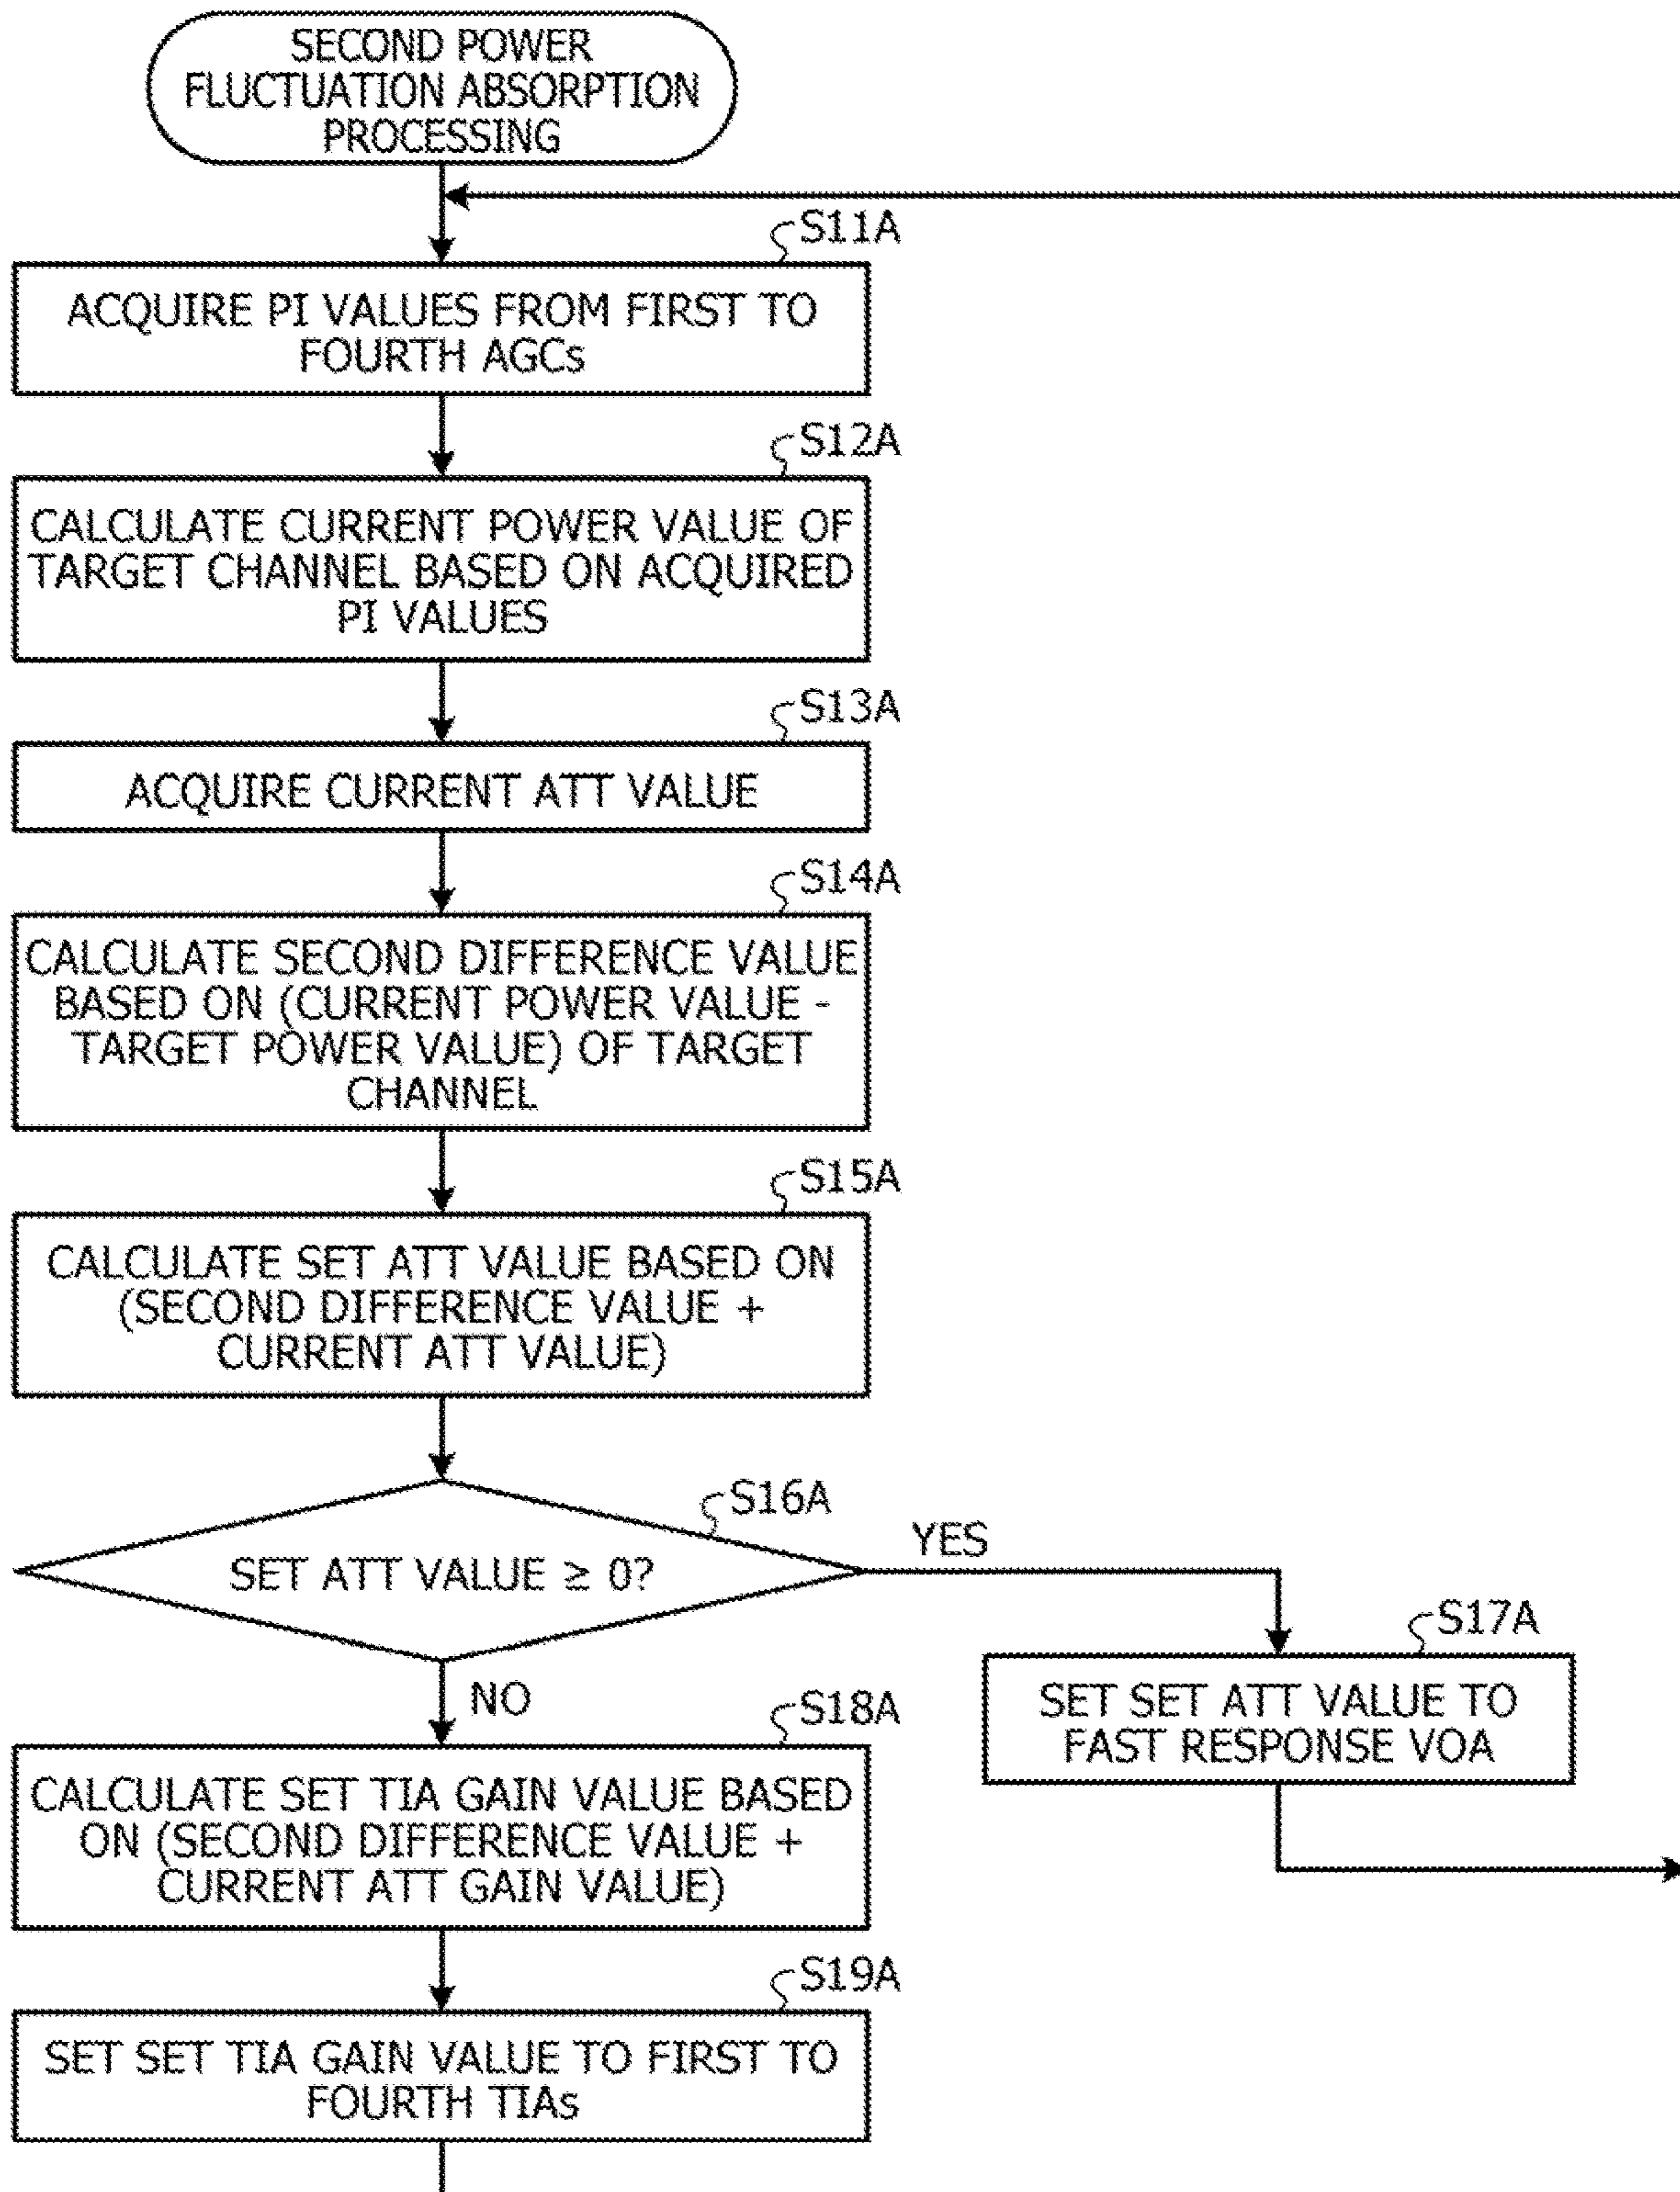 SECOND POWER
FLUCTUATION ABSORPTION
PROCESSING
S11A
ACQUIRE PI VALUES FROM FIRST TO
FOURTH AGCs
S12A
CALCULATE CURRENT POWER VALUE OF
TARGET CHANNEL BASED ON ACQUIRED
PI VALUES
S13A
ACQUIRE CURRENT ATT VALUE
S14A
CALCULATE SECOND DIFFERENCE VALUE
BASED ON (CURRENT POWER VALUE -
TARGET POWER VALUE) OF TARGET
CHANNEL
S15A
CALCULATE SET ATT VALUE BASED ON
(SECOND DIFFERENCE VALUE +
CURRENT ATT VALUE)
S16A
SET ATT VALUE ≥ 0?
YES
S17A
SET SET ATT VALUE TO
FAST RESPONSE VOA
NO
S18A
CALCULATE SET TIA GAIN VALUE BASED
ON (SECOND DIFFERENCE VALUE +
CURRENT ATT GAIN VALUE)
S19A
SET SET TIA GAIN VALUE TO FIRST TO
FOURTH TIAs